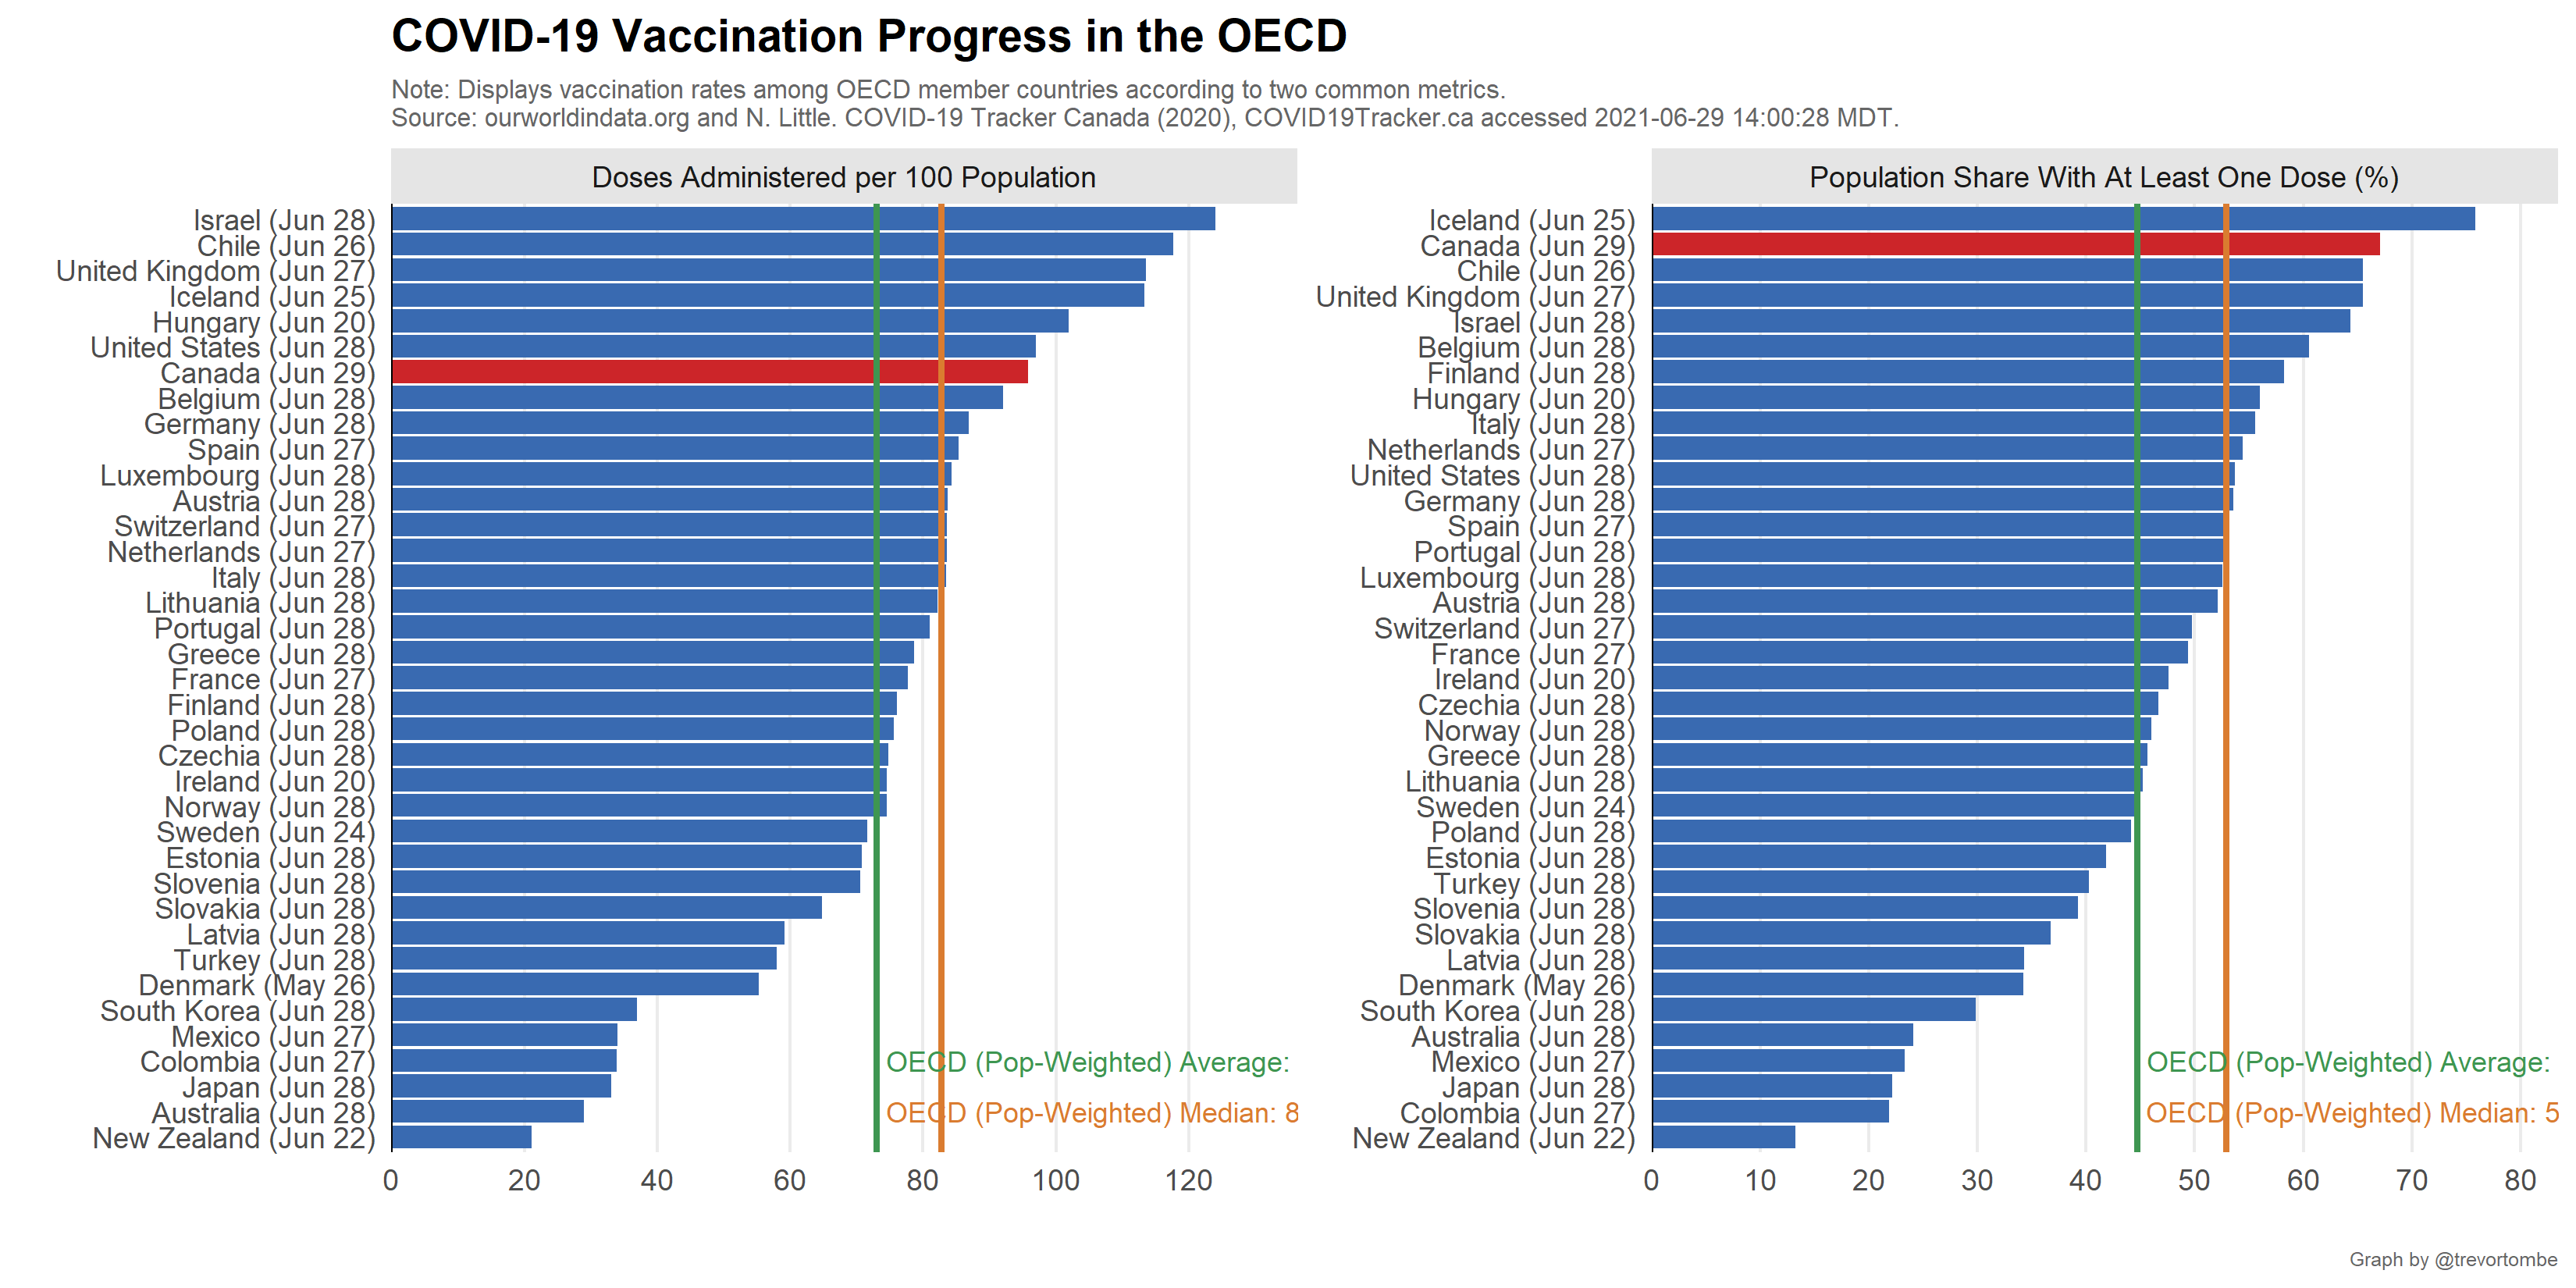 COVID-19 Vaccination Progress in the OECD
Note: Displays vaccination rates among OECD member countries according to two common metrics.
Source: ourworldindata.org and N. Little. COVID-19 Tracker Canada (2020), COVID19Tracker.ca accessed 2021-06-29 14:00:28 MDT.
Doses Administered per 100 Population
Israel (Jun 28)
Chile (Jun 26)
United Kingdom (Jun 27)
Iceland (Jun 25)
Hungary (Jun 20)
United States (Jun 28)
Canada (Jun 29)
Belgium (Jun 28)
Germany (Jun 28)
Spain (Jun 27)
Luxembourg (Jun 28)
Austria (Jun 28)
Switzerland (Jun 27)
Netherlands (Jun 27)
Italy (Jun 28)
Lithuania (Jun 28)
Portugal (Jun 28)
Greece (Jun 28)
France (Jun 27)
Finland (Jun 28)
Poland (Jun 28)
Czechia (Jun 28)
Ireland (Jun 20)
Norway (Jun 28)
Sweden (Jun 24)
Estonia (Jun 28)
Slovenia (Jun 28)
Slovakia (Jun 28)
Latvia (Jun 28)
Turkey (Jun 28)
Denmark (May 26)
South Korea (Jun 28)
Mexico (Jun 27)
Colombia (Jun 27)
Japan (Jun 28)
Australia (Jun 28)
New Zealand (Jun 22)
OECD (Pop-Weighted) Average:
OECD (Pop-Weighted) Median: 8
0 20 40 60 80 100 120
Population Share With At Least One Dose (%)
Iceland (Jun 25)
Canada (Jun 29)
Chile (Jun 26)
United Kingdom (Jun 27)
Israel (Jun 28)
Belgium (Jun 28)
Finland (Jun 28)
Hungary (Jun 20)
Italy (Jun 28)
Netherlands (Jun 27)
United States (Jun 28)
Germany (Jun 28)
Spain (Jun 27)
Portugal (Jun 28)
Luxembourg (Jun 28)
Austria (Jun 28)
Switzerland (Jun 27)
France (Jun 27)
Ireland (Jun 20)
Czechia (Jun 28)
Norway (Jun 28)
Greece (Jun 28)
Lithuania (Jun 28)
Sweden (Jun 24)
Poland (Jun 28)
Estonia (Jun 28)
Turkey (Jun 28)
Slovenia (Jun 28)
Slovakia (Jun 28)
Latvia (Jun 28)
Denmark (May 26)
South Korea (Jun 28)
Australia (Jun 28)
Mexico (Jun 27)
Japan (Jun 28)
Colombia (Jun 27)
New Zealand (Jun 22)
OECD (Pop-Weighted) Average:
OECD (Pop-Weighted) Median: 5
0 10 20 30 40 50 60 70 80
Graph by @trevortombe